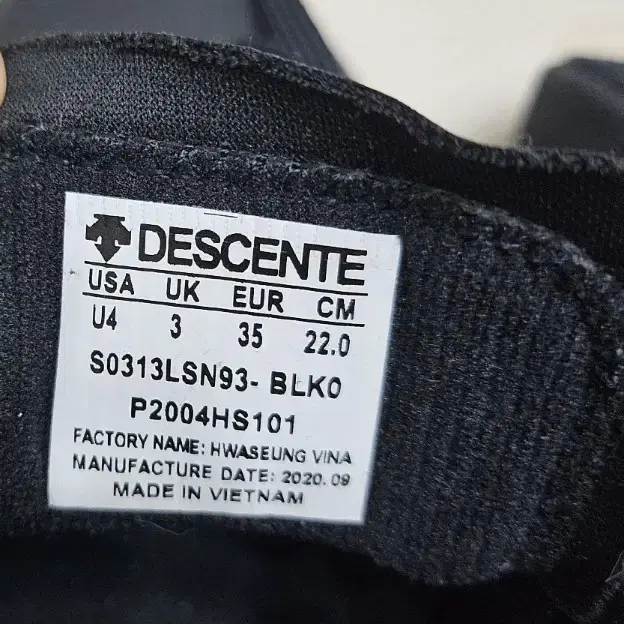 DESCENTE
USA UK EUR CM
U4 3 35 22.0
S0313LSN93- BLK0
P2004HS101
FACTORY NAME: HWASEUNG VINA
MANUFACTURE DATE: 2020.09
MADE IN VIETNAM